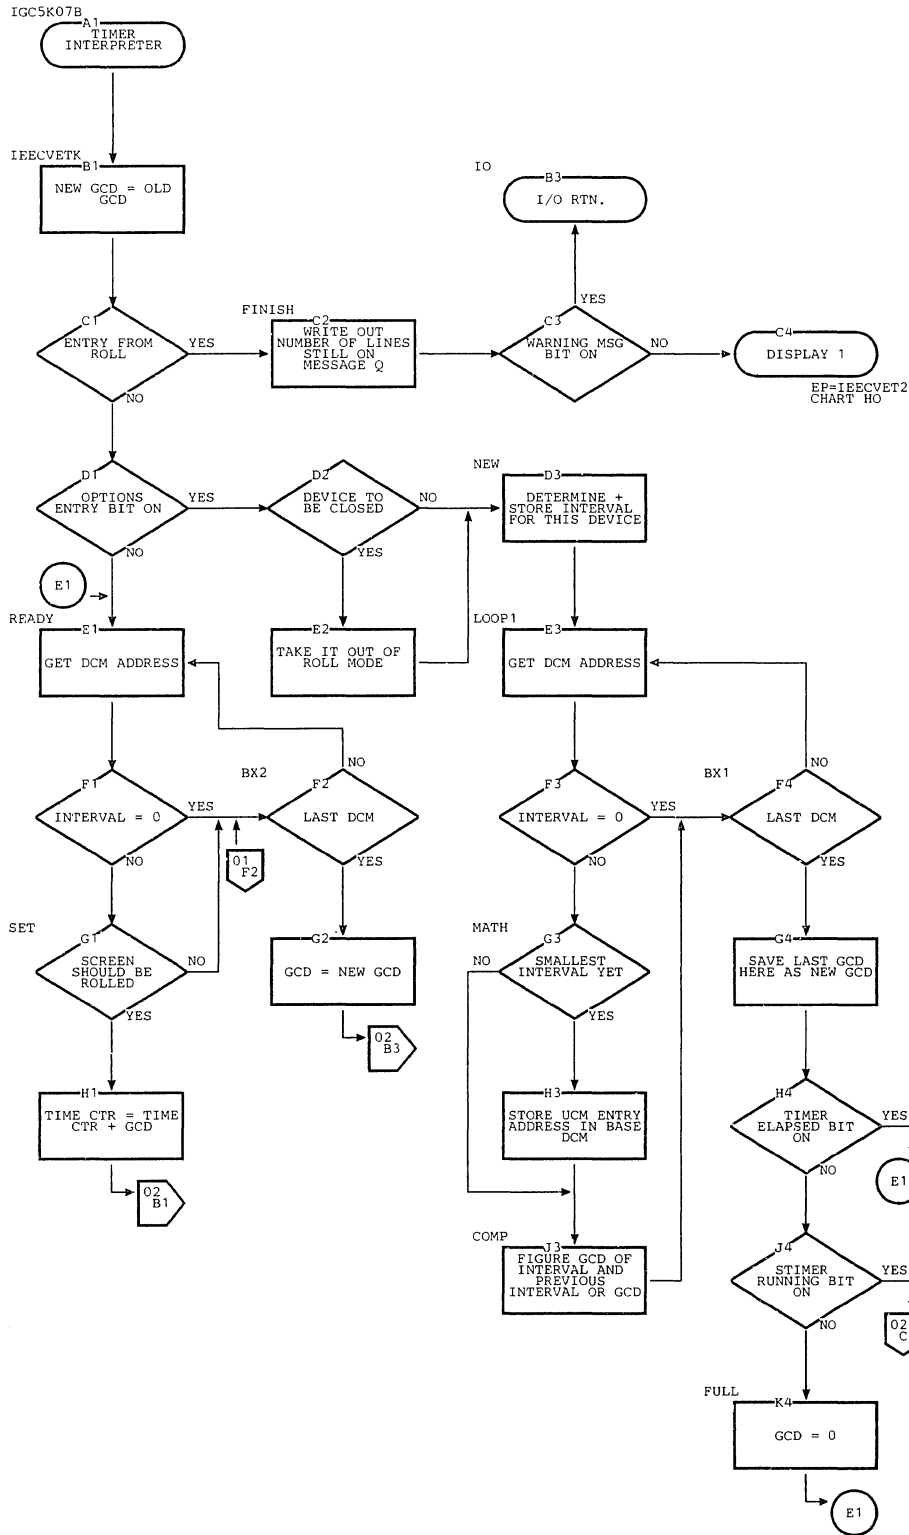 IGC5K07B
A1
TIMER
INTERPRETER
IEECVETK
B1
NEW GCD = OLD
GCD
IO
B3
I/O RTN.
C1
ENTRY FROM
ROLL
YES
NO
FINISH
C2
WRITE OUT
NUMBER OF LINES
STILL ON
MESSAGE Q
C3
WARNING MSG
BIT ON
YES
NO
C4
DISPLAY 1
EP=IEECVET2
CHART HO
D1
OPTIONS
ENTRY BIT ON
YES
NO
D2
DEVICE TO
BE CLOSED
NO
YES
NEW
D3
DETERMINE +
STORE INTERVAL
FOR THIS DEVICE
E1
READY
E1
GET DCM ADDRESS
E2
TAKE IT OUT OF
ROLL MODE
LOOP1
E3
GET DCM ADDRESS
F1
INTERVAL = 0
YES
NO
BX2
F2
LAST DCM
NO
YES
01
F2
F3
INTERVAL = 0
YES
NO
BX1
F4
LAST DCM
NO
YES
SET
G1
SCREEN
SHOULD BE
ROLLED
NO
YES
G2
GCD = NEW GCD
02
B3
MATH
G3
SMALLEST
INTERVAL YET
NO
YES
G4
SAVE LAST GCD
HERE AS NEW GCD
H1
TIME CTR = TIME
CTR + GCD
02
B1
H3
STORE UCM ENTRY
ADDRESS IN BASE
DCM
H4
TIMER
ELAPSED BIT
ON
YES
NO
E1
COMP
J3
FIGURE GCD OF
INTERVAL AND
PREVIOUS
INTERVAL OR GCD
J4
STIMER
RUNNING BIT
ON
YES
NO
02
C
FULL
K4
GCD = 0
E1